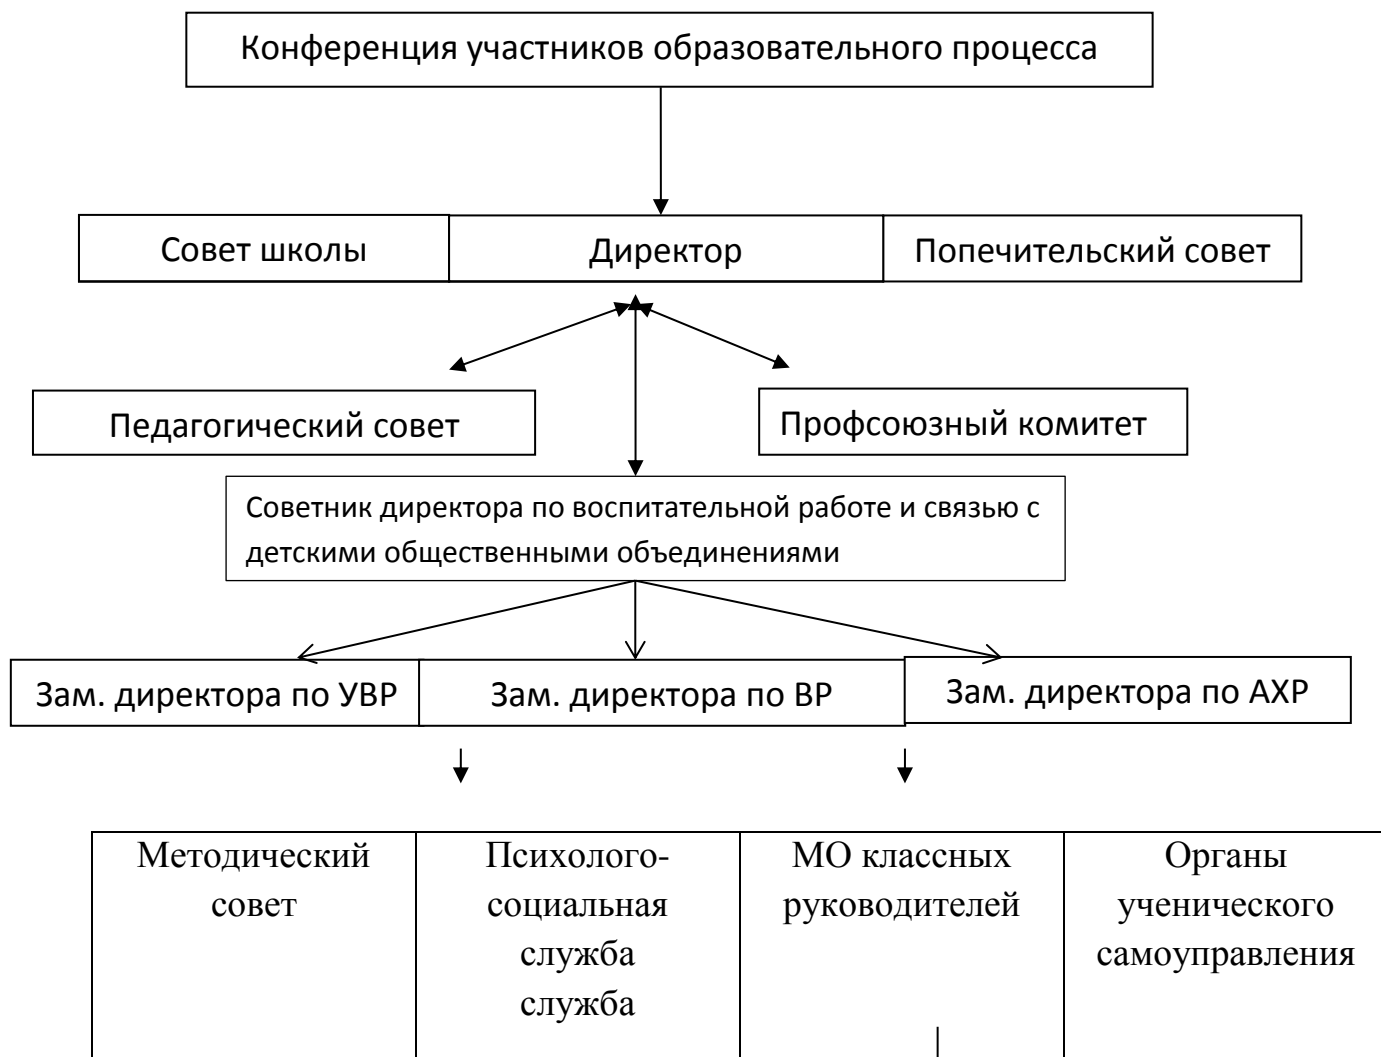 Конференция участников образовательного процесса
Совет школы
Директор
Попечительский совет
Педагогический совет
Профсоюзный комитет
Советник директора по воспитательной работе и связью с
детскими общественными объединениями
Зам. директора по УВР
Зам. директора по ВР
Зам. директора по АХР
Методический
совет
Психолого-
социальная
служба
служба
МО классных
руководителей
Органы
ученического
самоуправления